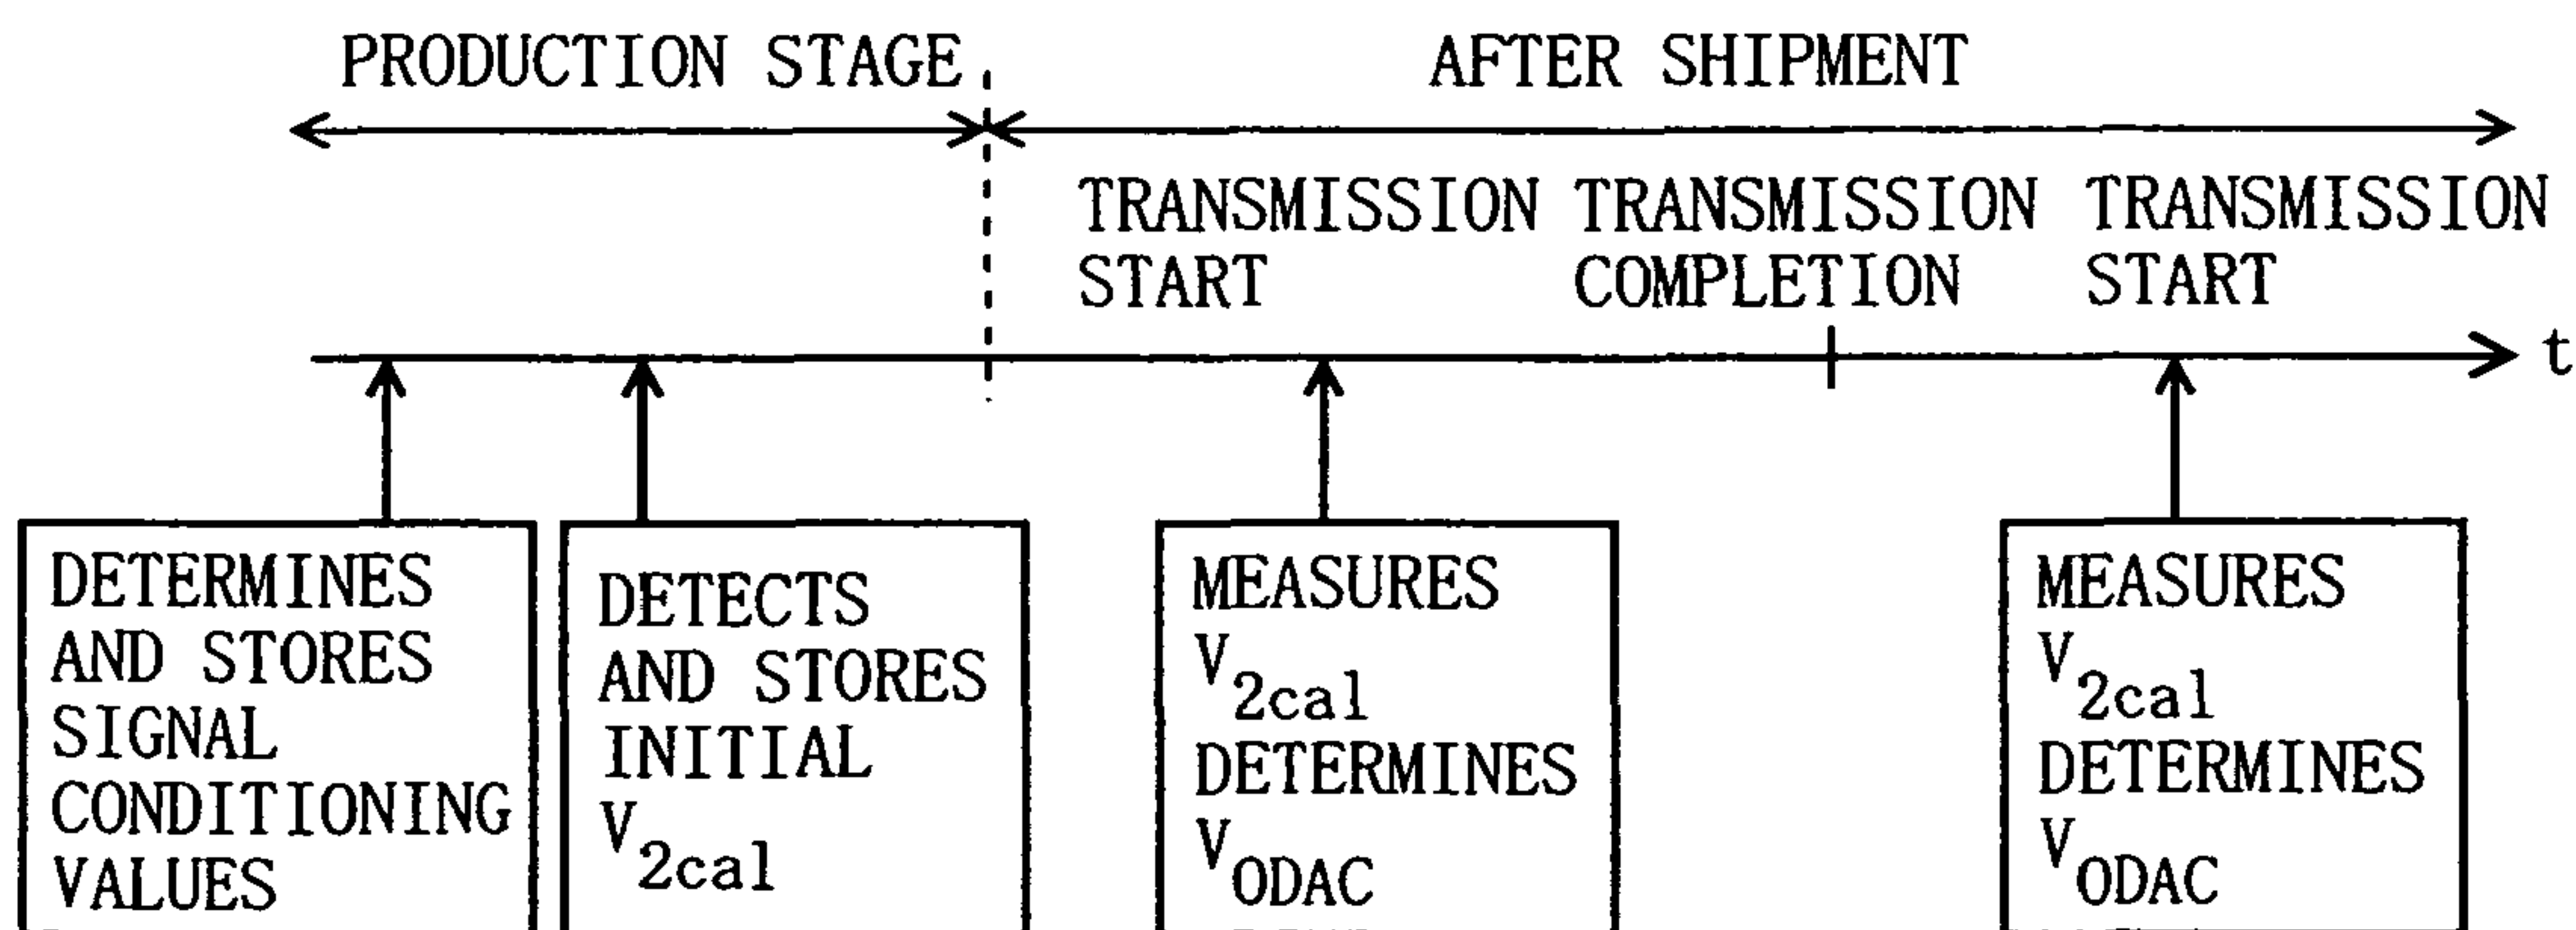 PRODUCTION STAGE
AFTER SHIPMENT
TRANSMISSION START
TRANSMISSION COMPLETION
TRANSMISSION START
t
DETERMINES
AND STORES
SIGNAL
CONDITIONING
VALUES
DETECTS
AND STORES
INITIAL
V2cal
MEASURES
V2cal
DETERMINES
VODAC
MEASURES
V2cal
DETERMINES
VODAC